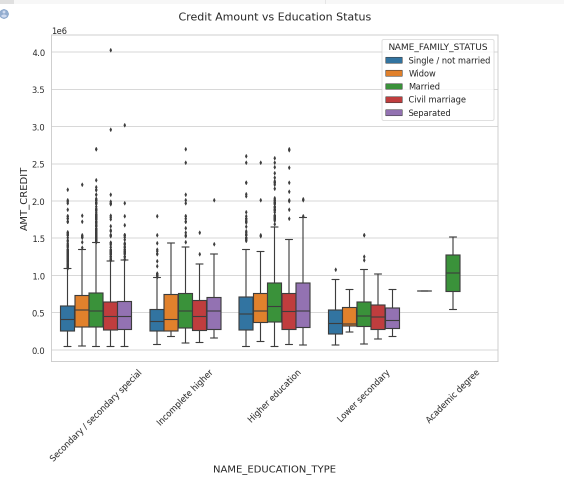 Credit Amount vs Education Status
1e6
NAME_FAMILY_STATUS
Single / not married
Widow
Married
Civil marriage
Separated
4.0
3.5
3.0
2.5
2.0
1.5
1.0
0.5
0.0
AMT_CREDIT
Secondary / secondary special
Incomplete higher
Higher education
Lower secondary
Academic degree
NAME_EDUCATION_TYPE